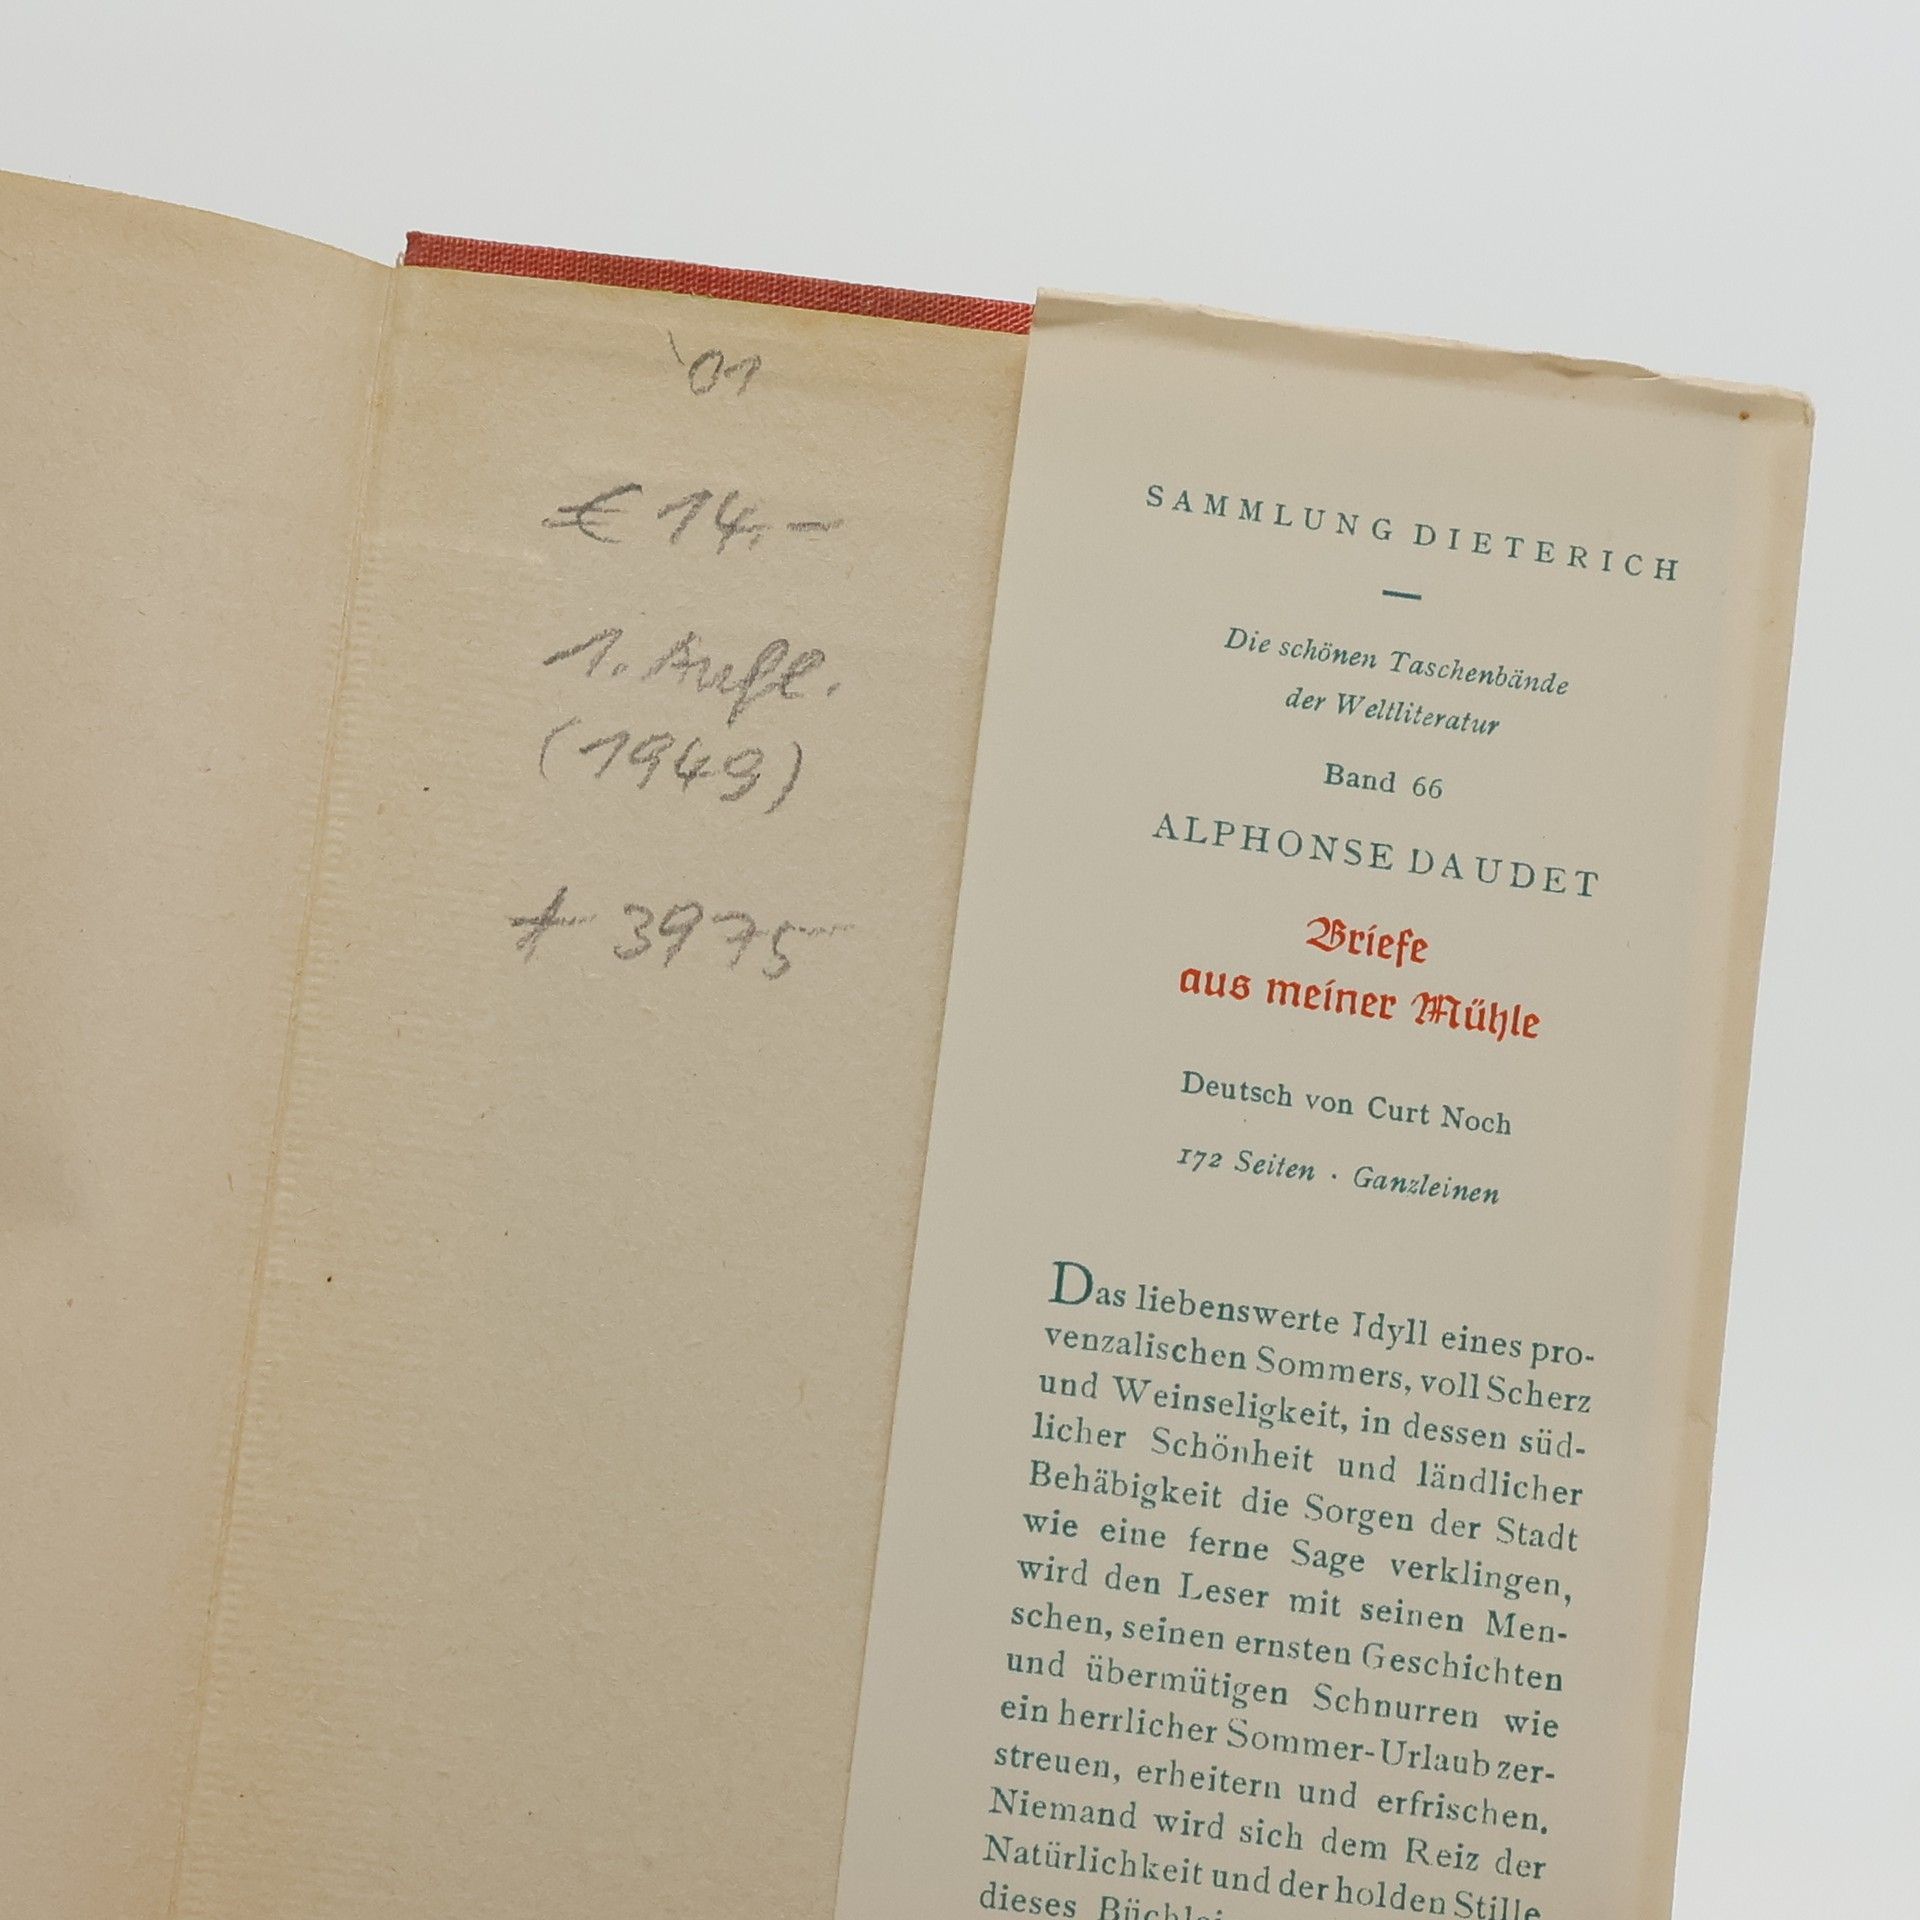 01
€ 14,-
1. Aufl.
(1949)
A 3975
SAMMLUNG DIETERICH
—
Die schönen Taschenbände
der Weltliteratur
Band 66
ALPHONSE DAUDET
Briefe
aus meiner Mühle
Deutsch von Curt Noch
172 Seiten · Ganzleinen
Das liebenswerte Idyll eines pro-
venzalischen Sommers, voll Scherz
und Weinseligkeit, in dessen süd-
licher Schönheit und ländlicher
Behäbigkeit die Sorgen der Stadt
wie eine ferne Sage verklingen,
wird den Leser mit seinen Men-
schen, seinen ernsten Geschichten
und übermütigen Schnurren wie
ein herrlicher Sommer-Urlaub zer-
streuen, erheitern und erfrischen.
Niemand wird sich dem Reiz der
Natürlichkeit und der holden Stille
dieses